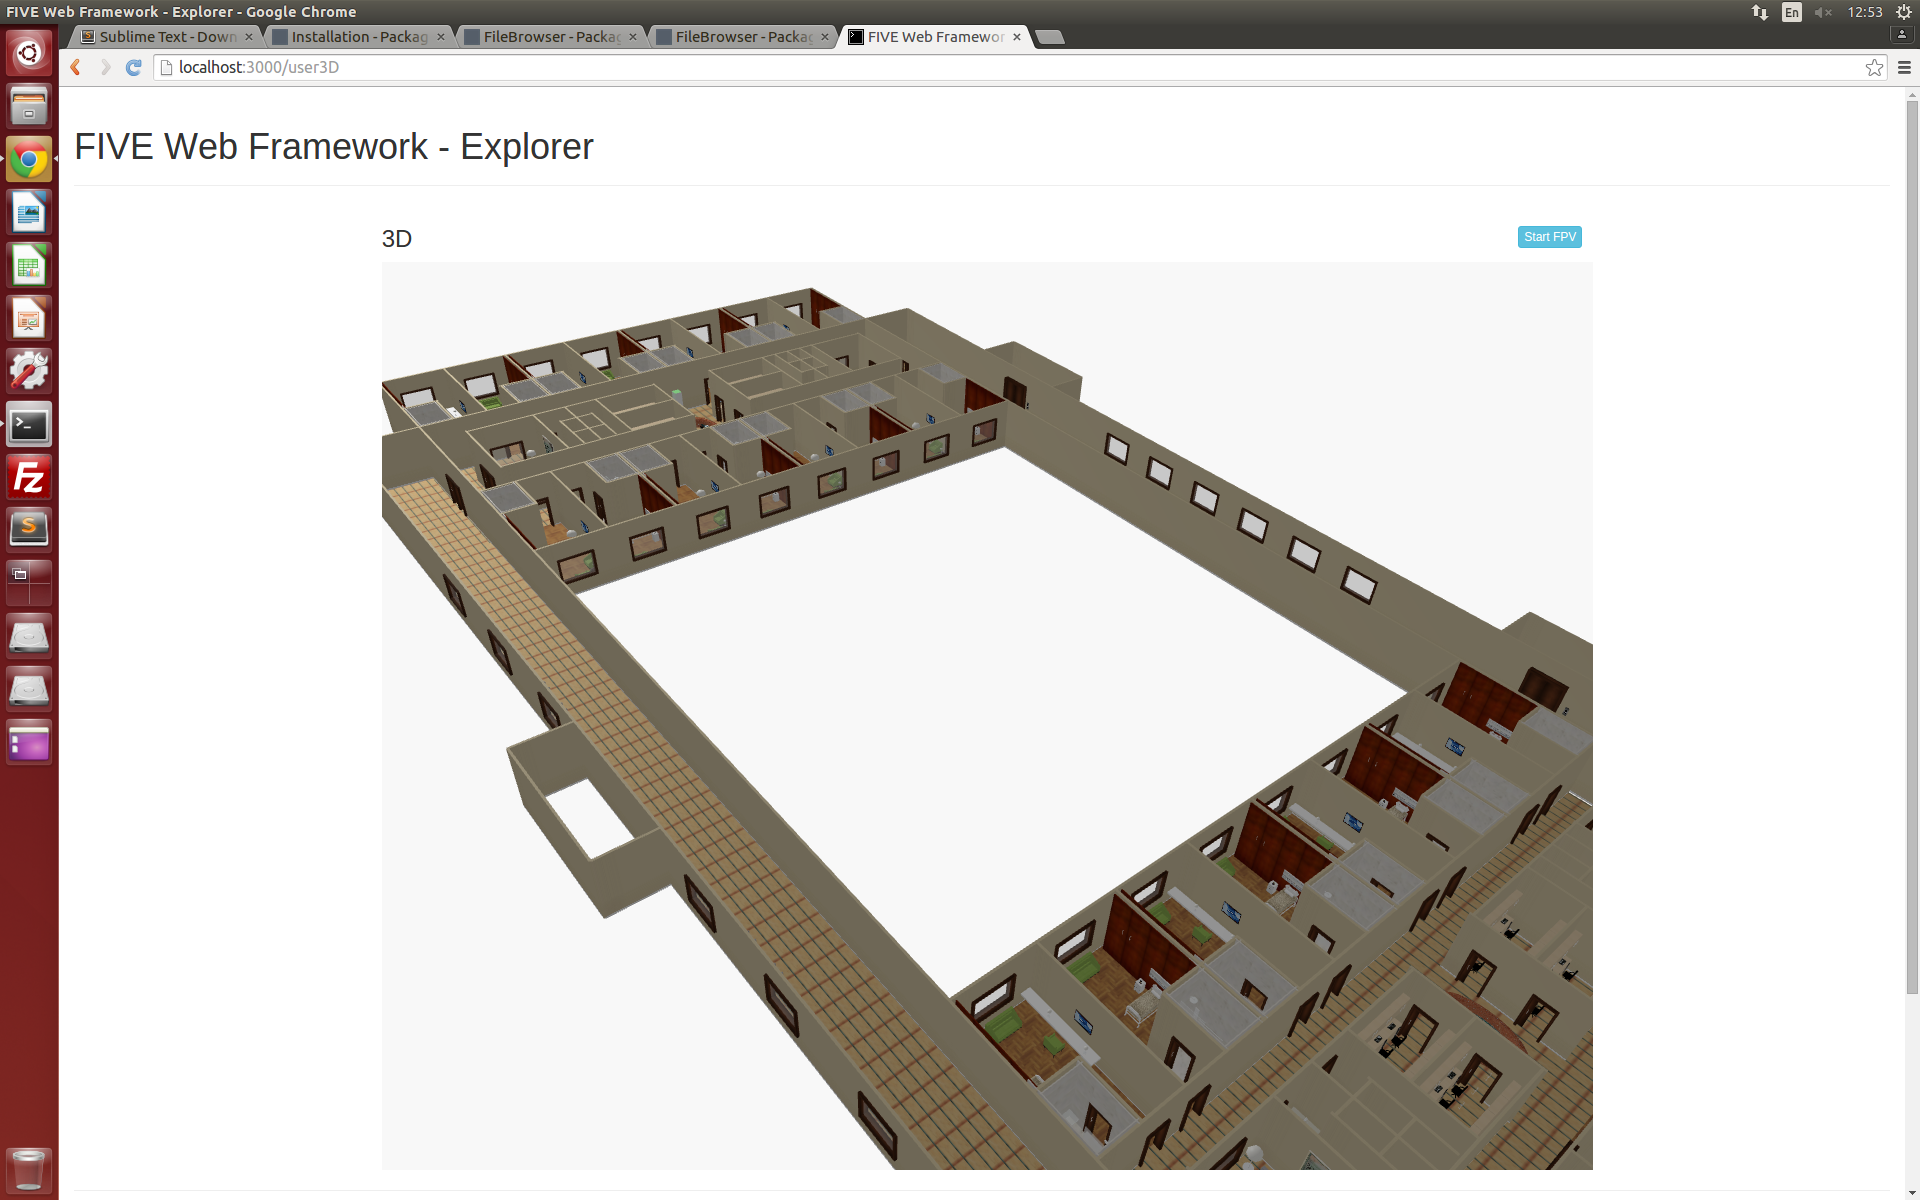 FIVE Web Framework - Explorer - Google Chrome
En
12:53
Sublime Text - Down
Installation - Packag
FileBrowser - Packag
FileBrowser - Packag
FIVE Web Framewor
localhost:3000/user3D
FIVE Web Framework - Explorer
3D
Start FPV
Fz
S
>_